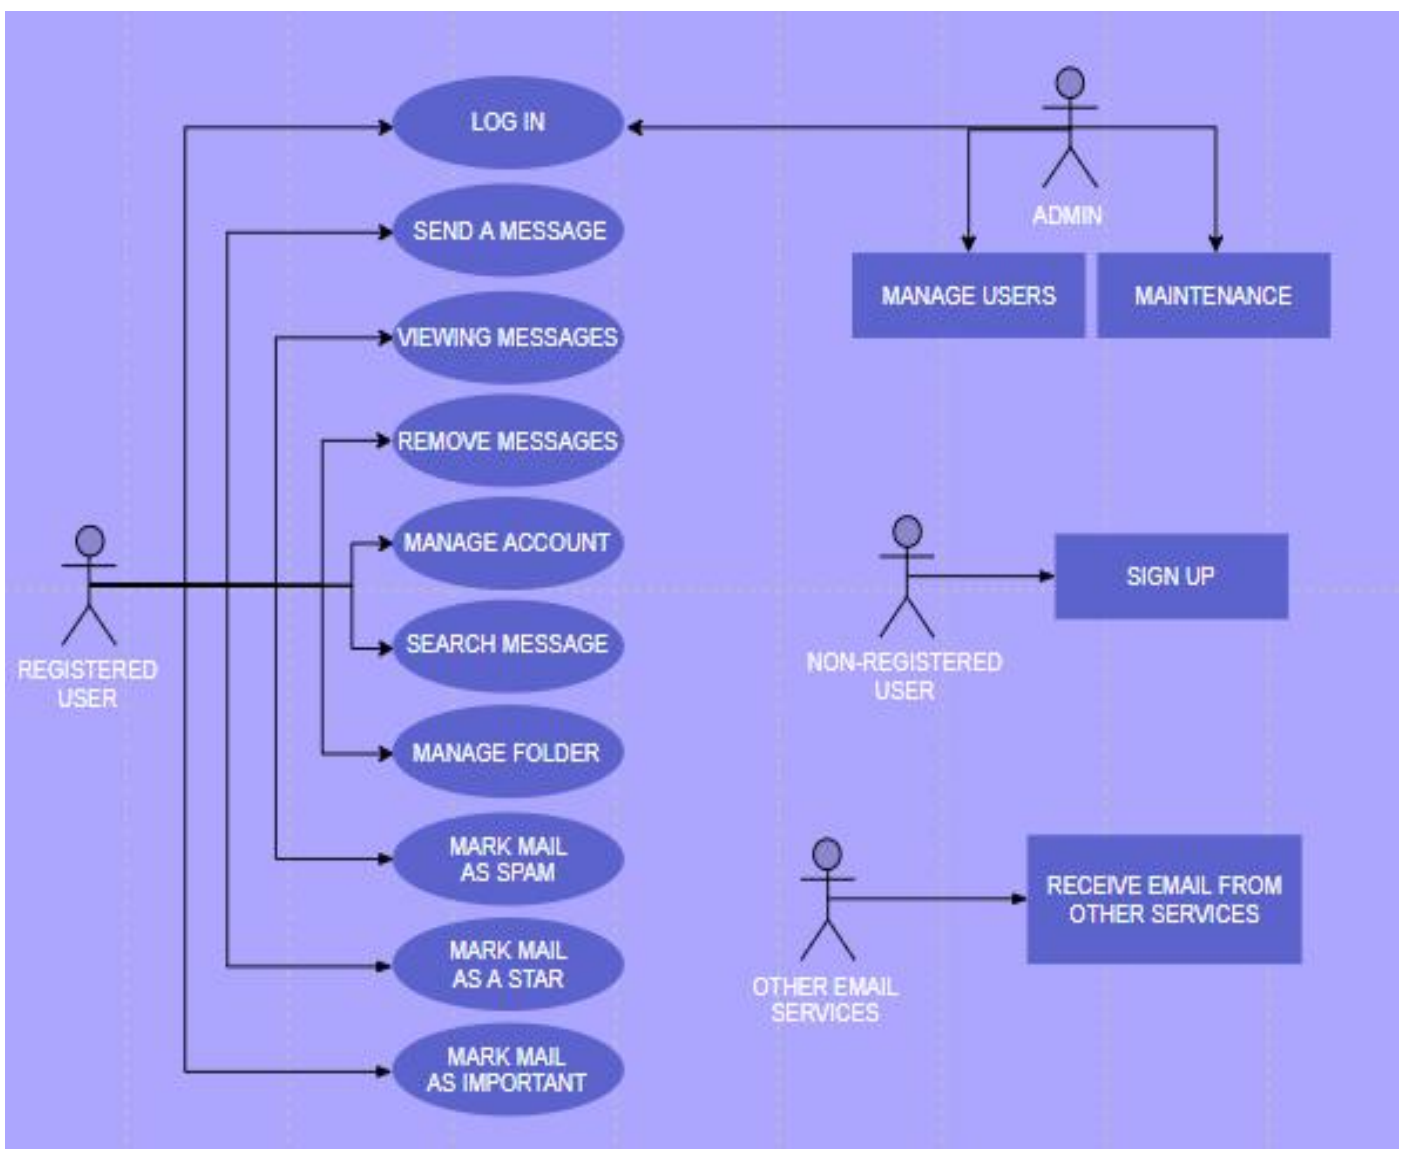 LOG IN
SEND A MESSAGE
VIEWING MESSAGES
REMOVE MESSAGES
MANAGE ACCOUNT
SEARCH MESSAGE
MANAGE FOLDER
MARK MAIL
AS SPAM
MARK MAIL
AS A STAR
MARK MAIL
AS IMPORTANT
REGISTERED
USER
ADMIN
MANAGE USERS
MAINTENANCE
NON-REGISTERED
USER
SIGN UP
OTHER EMAIL
SERVICES
RECEIVE EMAIL FROM
OTHER SERVICES